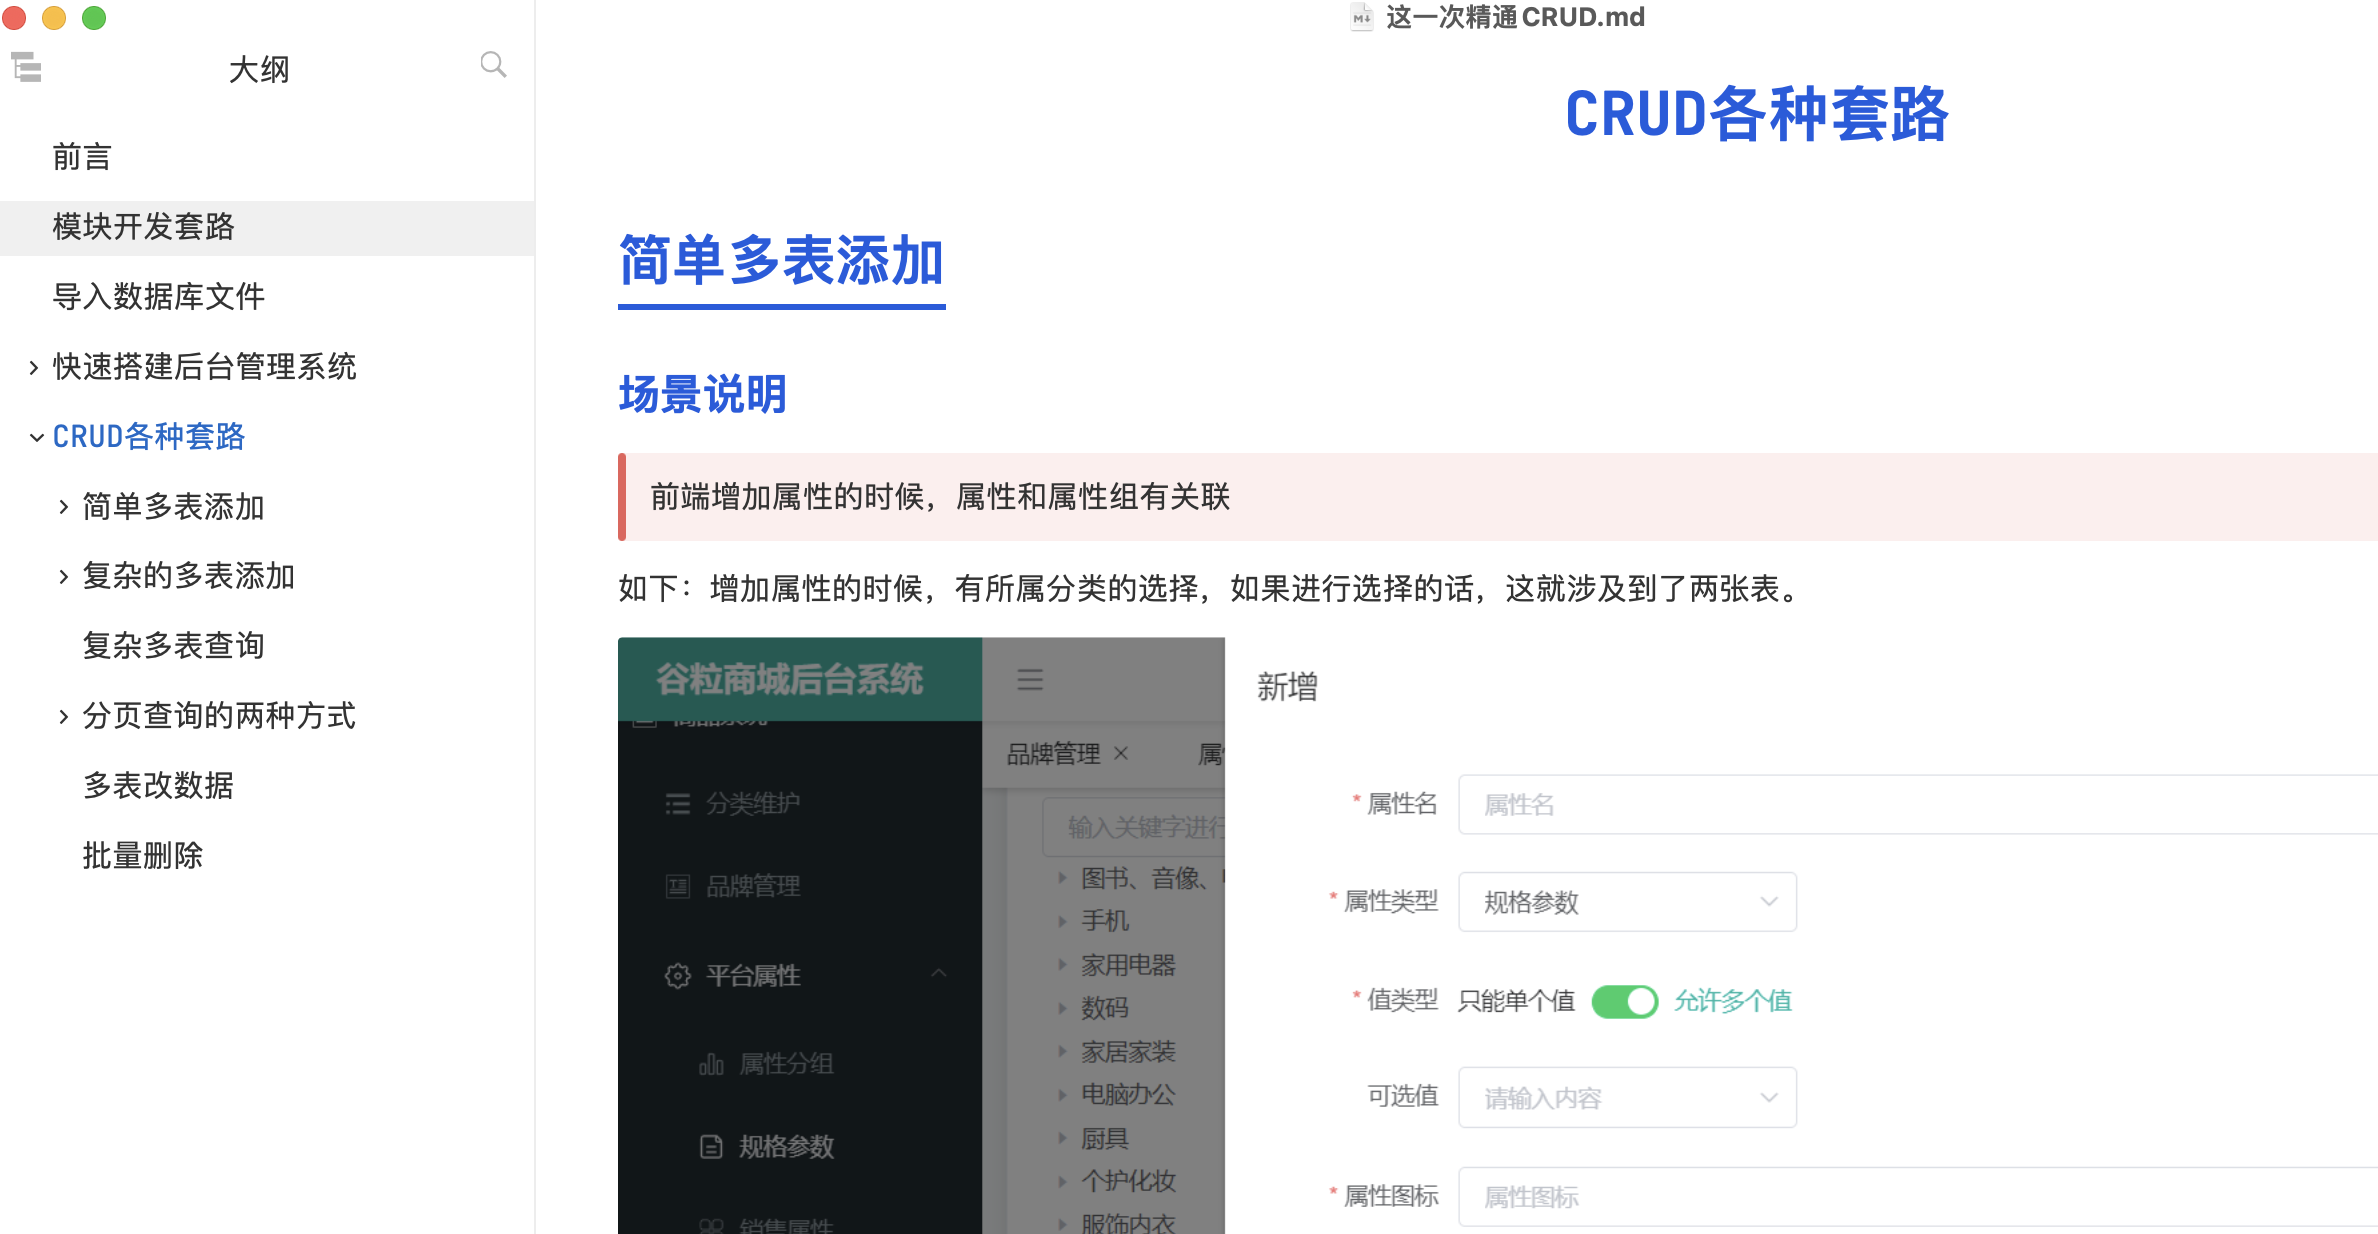 这一次精通CRUD.md
大纲
前言
模块开发套路
导入数据库文件
快速搭建后台管理系统
CRUD各种套路
简单多表添加
复杂的多表添加
复杂多表查询
分页查询的两种方式
多表改数据
批量删除
CRUD各种套路
简单多表添加
场景说明
前端增加属性的时候，属性和属性组有关联
如下：增加属性的时候，有所属分类的选择，如果进行选择的话，这就涉及到了两张表。
谷粒商城后台系统
分类维护
品牌管理
平台属性
属性分组
规格参数
销售属性
品牌管理 ×
属
输入关键字进行
图书、音像、
手机
家用电器
数码
家居家装
电脑办公
厨具
个护化妆
服饰内衣
新增
* 属性名 属性名
* 属性类型 规格参数
* 值类型 只能单个值 允许多个值
可选值 请输入内容
* 属性图标 属性图标